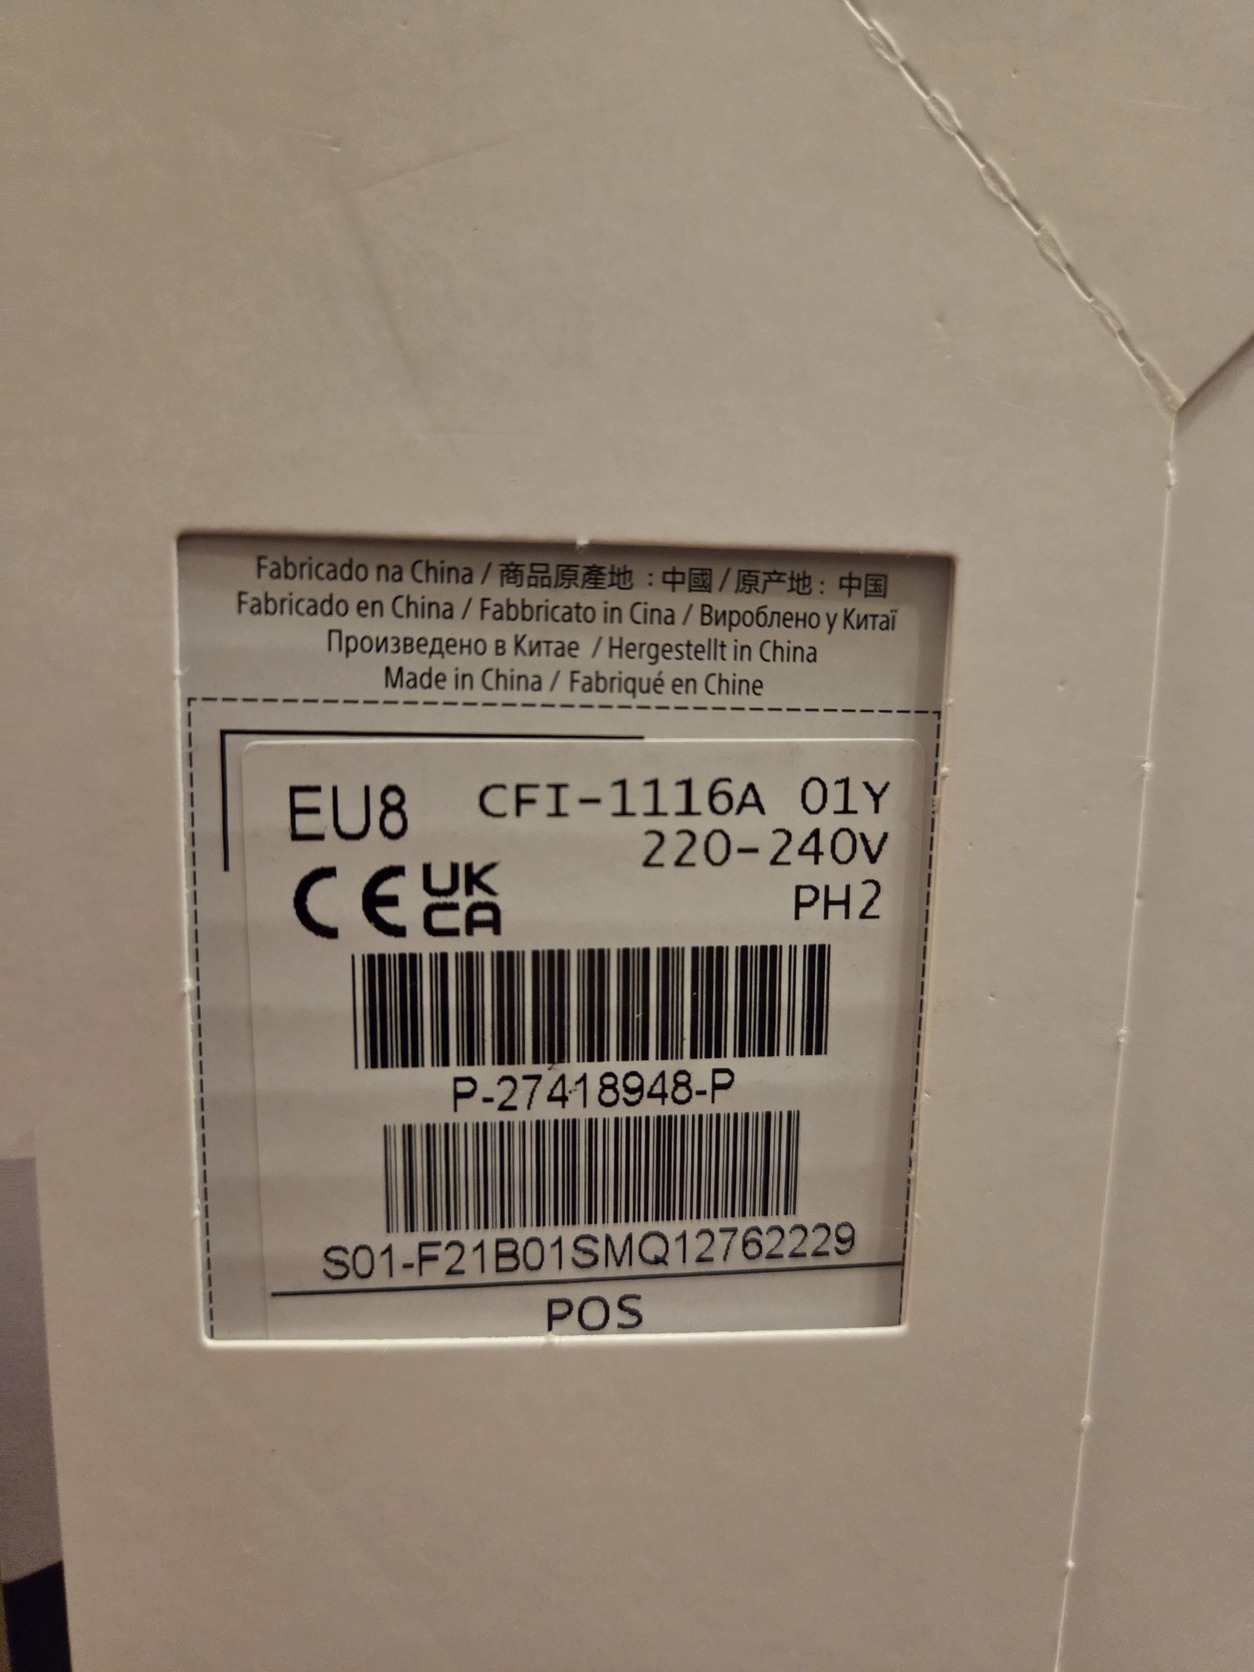 Fabricado na China / 商品原產地：中國 / 原产地：中国
Fabricado en China / Fabbricato in Cina / Вироблено у Китаї
Произведено в Китае / Hergestellt in China
Made in China / Fabriqué en Chine
EU8 CFI-1116A 01Y
220-240V
CE UK CA PH2
P-27418948-P
S01-F21B01SMQ12762229
POS